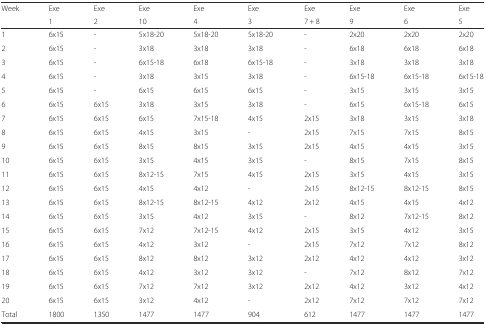 Week Exe Exe Exe Exe Exe Exe Exe Exe Exe
1 2 10 4 3 7 + 8 9 6 5
1 6x15 - 5x18-20 5x18-20 5x18-20 - 2x20 2x20 2x20
2 6x15 - 3x18 3x18 3x18 - 6x18 6x18 6x18
3 6x15 - 6x15-18 6x18 6x15-18 - 3x18 3x18 3x18
4 6x15 - 3x18 3x15 3x18 - 6x15-18 6x15-18 6x15-18
5 6x15 - 6x15 6x15 6x15 - 3x15 3x15 3x15
6 6x15 6x15 3x18 3x15 3x18 - 6x15 6x15-18 6x15
7 6x15 6x15 6x15 7x15-18 4x15 2x15 3x18 3x15 3x18
8 6x15 6x15 4x15 3x15 - 2x15 7x15 7x15 8x15
9 6x15 6x15 8x15 8x15 3x15 2x15 4x15 4x15 3x15
10 6x15 6x15 3x15 4x15 3x15 - 8x15 7x15 8x15
11 6x15 6x15 8x12-15 7x15 4x15 2x15 3x15 4x15 3x15
12 6x15 6x15 4x15 4x12 - 2x15 8x12-15 8x12-15 8x15
13 6x15 6x15 8x12-15 8x12-15 4x12 2x12 4x15 4x15 4x12
14 6x15 6x15 3x15 4x12 3x15 - 8x12 7x12-15 8x12
15 6x15 6x15 7x12 7x12-15 4x12 2x15 3x15 4x12 3x15
16 6x15 6x15 4x12 3x12 - 2x15 7x12 7x12 8x12
17 6x15 6x15 8x12 8x12 3x12 2x12 4x12 4x12 3x12
18 6x15 6x15 4x12 3x12 3x12 - 7x12 8x12 7x12
19 6x15 6x15 7x12 7x12 3x12 2x12 4x12 3x12 4x12
20 6x15 6x15 3x12 4x12 - 2x12 7x12 7x12 7x12
Total 1800 1350 1477 1477 904 612 1477 1477 1477